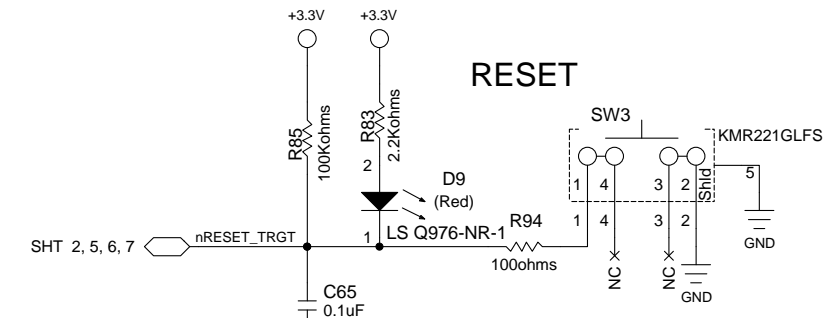 +3.3V
+3.3V
RESET
R85
100Kohms
R83
2.2Kohms
2
D9
(Red)
1
LS Q976-NR-1
SW3
KMR221GLFS
1
4
3
2
Shld
5
GND
R94
100ohms
1
4
3
2
NC
NC
GND
SHT 2, 5, 6, 7
nRESET_TRGT
C65
0.1uF